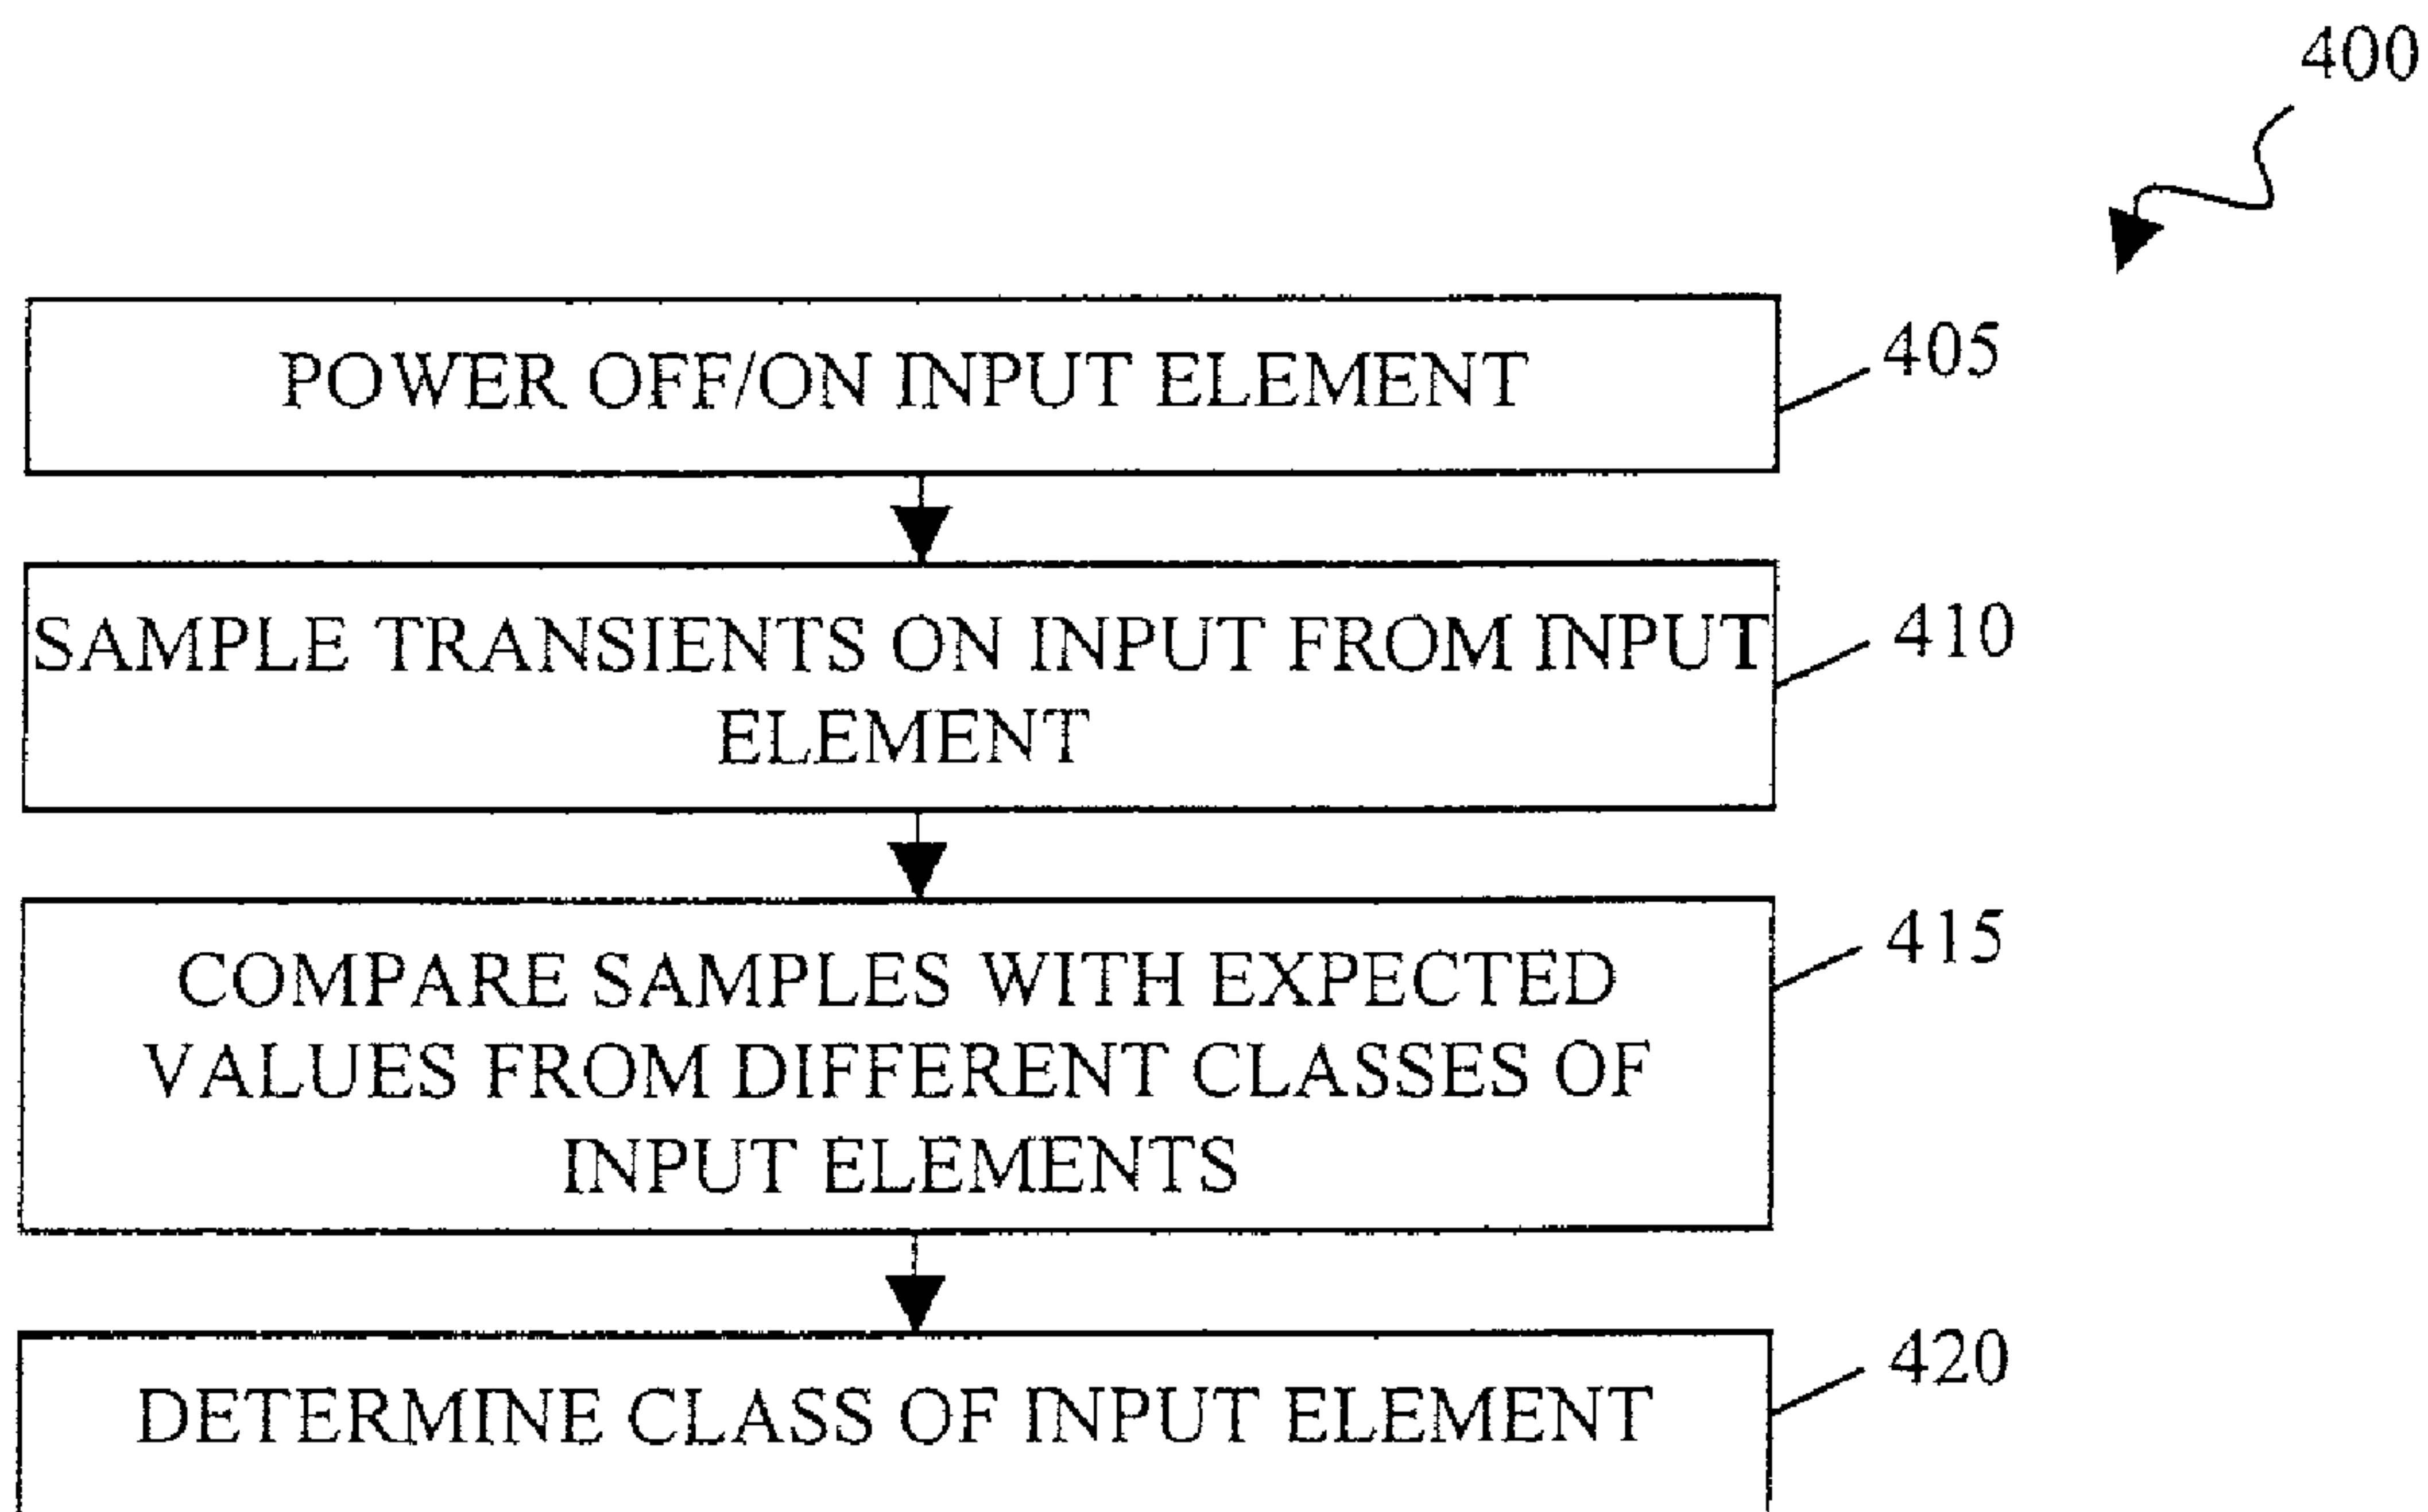 400
POWER OFF/ON INPUT ELEMENT
405
SAMPLE TRANSIENTS ON INPUT FROM INPUT
ELEMENT
410
COMPARE SAMPLES WITH EXPECTED
VALUES FROM DIFFERENT CLASSES OF
INPUT ELEMENTS
415
DETERMINE CLASS OF INPUT ELEMENT
420